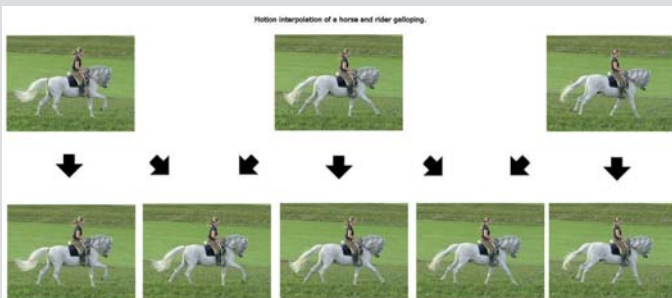 Motion interpolation of a horse and rider galloping.